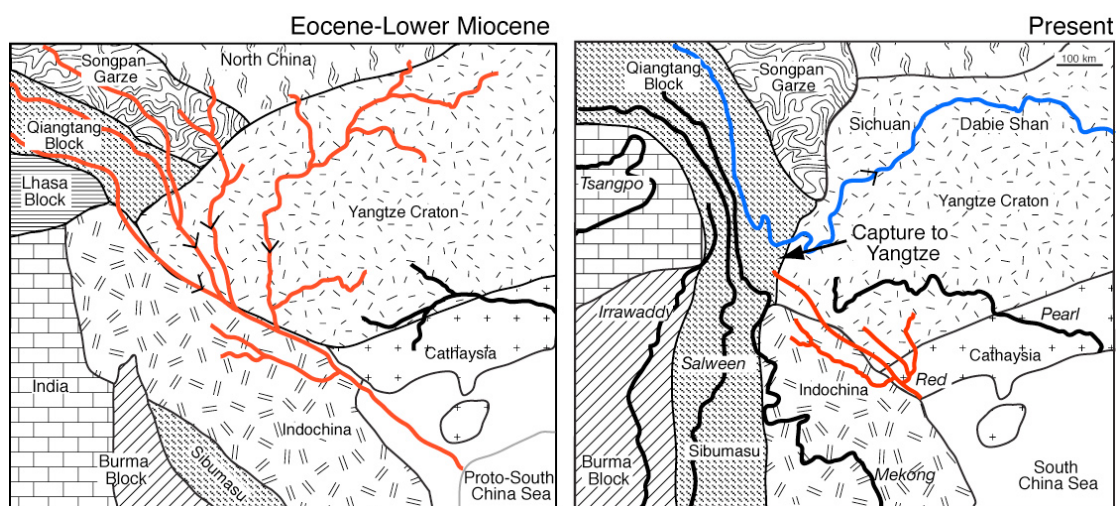 Eocene-Lower Miocene
Songpan
Garze
North China
Qiangtang
Block
Lhasa
Block
Yangtze Craton
Cathaysia
India
Indochina
Burma
Block
Sibumasu
Proto-South
China Sea
Present
100 km
Qiangtang
Block
Songpan
Garze
Sichuan
Dabie Shan
Tsangpo
Yangtze Craton
Capture to
Yangtze
Irrawaddy
Pearl
Salween
Cathaysia
Red
Indochina
Burma
Block
Sibumasu
Mekong
South
China Sea